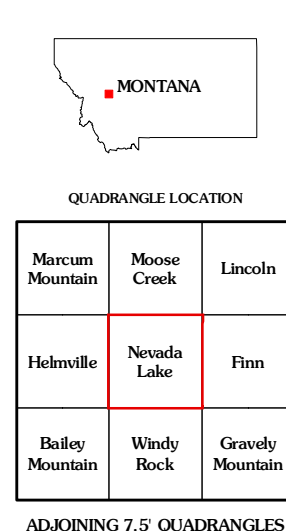 MONTANA
QUADRANGLE LOCATION
Marcum
Mountain
Moose
Creek
Lincoln
Helmville
Nevada
Lake
Finn
Bailey
Mountain
Windy
Rock
Gravely
Mountain
ADJOINING 7.5' QUADRANGLES